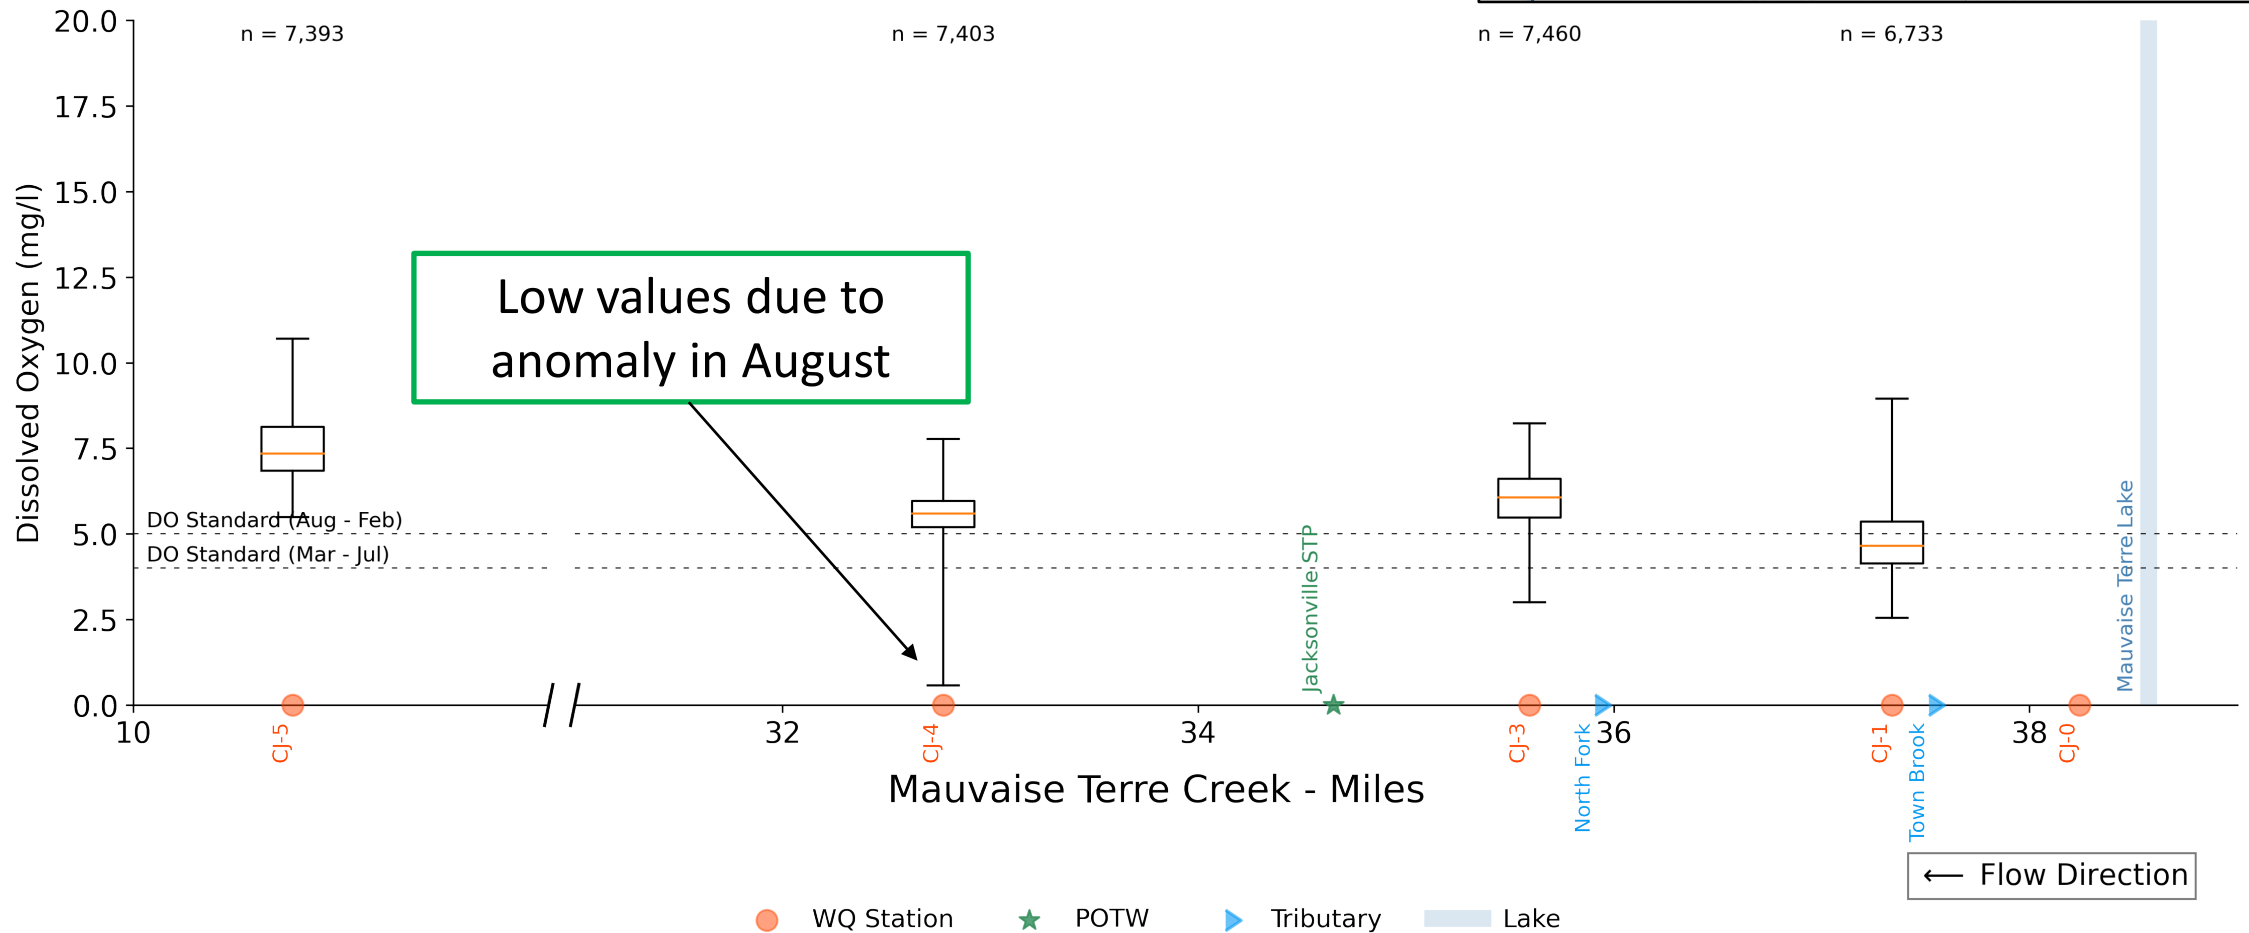 20.0
17.5
15.0
12.5
10.0
7.5
5.0
2.5
0.0
Dissolved Oxygen (mg/l)
n = 7,393
n = 7,403
n = 7,460
n = 6,733
Low values due to
anomaly in August
DO Standard (Aug - Feb)
DO Standard (Mar - Jul)
Jacksonville STP
Mauvaise Terre Lake
10
32
34
36
38
CJ-5
CJ-4
CJ-3
North Fork
CJ-1
Town Brook
CJ-0
Mauvaise Terre Creek - Miles
⟵ Flow Direction
WQ Station
POTW
Tributary
Lake